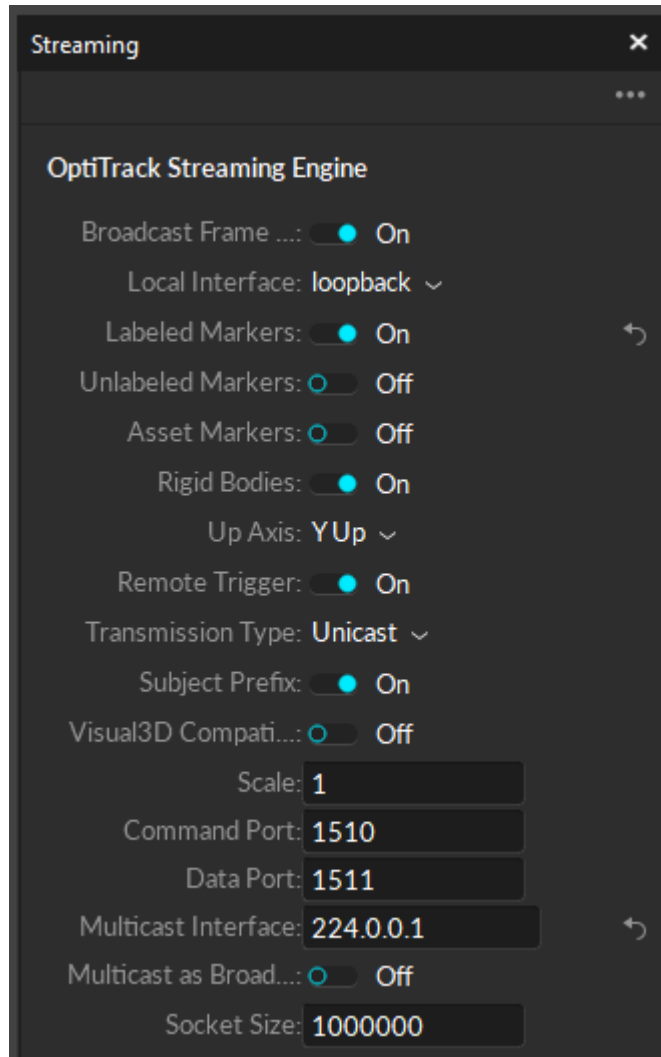 Streaming
OptiTrack Streaming Engine
Broadcast Frame ...: On
Local Interface: loopback
Labeled Markers: On
Unlabeled Markers: Off
Asset Markers: Off
Rigid Bodies: On
Up Axis: Y Up
Remote Trigger: On
Transmission Type: Unicast
Subject Prefix: On
Visual3D Compati...: Off
Scale: 1
Command Port: 1510
Data Port: 1511
Multicast Interface: 224.0.0.1
Multicast as Broad...: Off
Socket Size: 1000000